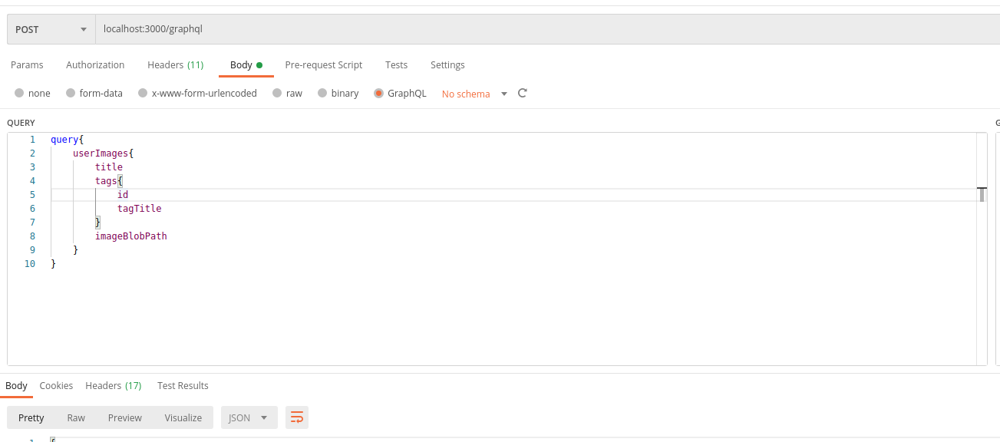 POST localhost:3000/graphql
Params Authorization Headers (11) Body Pre-request Script Tests Settings
none form-data x-www-form-urlencoded raw binary GraphQL No schema
QUERY
1 query{
2 userImages{
3 title
4 tags{
5 id
6 tagTitle
7 }
8 imageBlobPath
9 }
10 }
Body Cookies Headers (17) Test Results
Pretty Raw Preview Visualize JSON
1 {